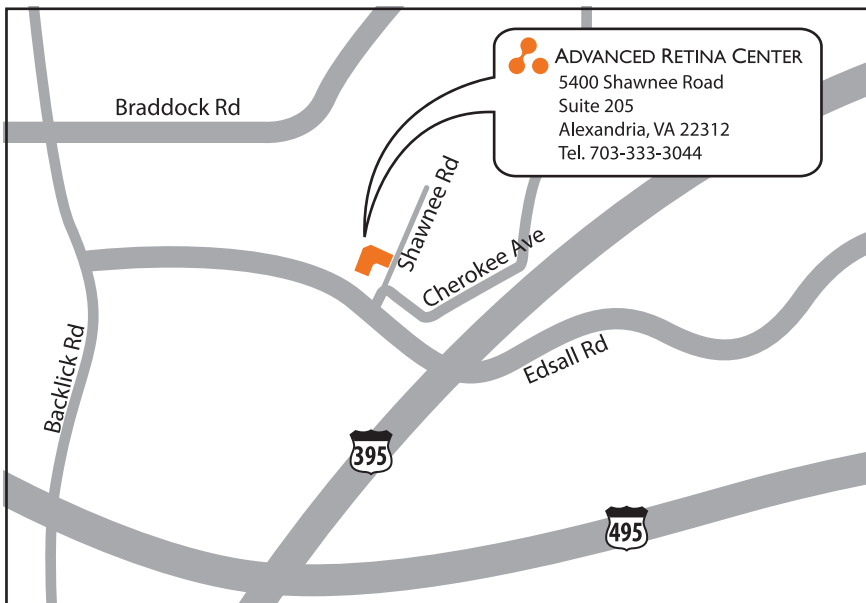 ADVANCED RETINA CENTER
5400 Shawnee Road
Suite 205
Alexandria, VA 22312
Tel. 703-333-3044
Braddock Rd
Shawnee Rd
Cherokee Ave
Backlick Rd
Edsall Rd
395
495